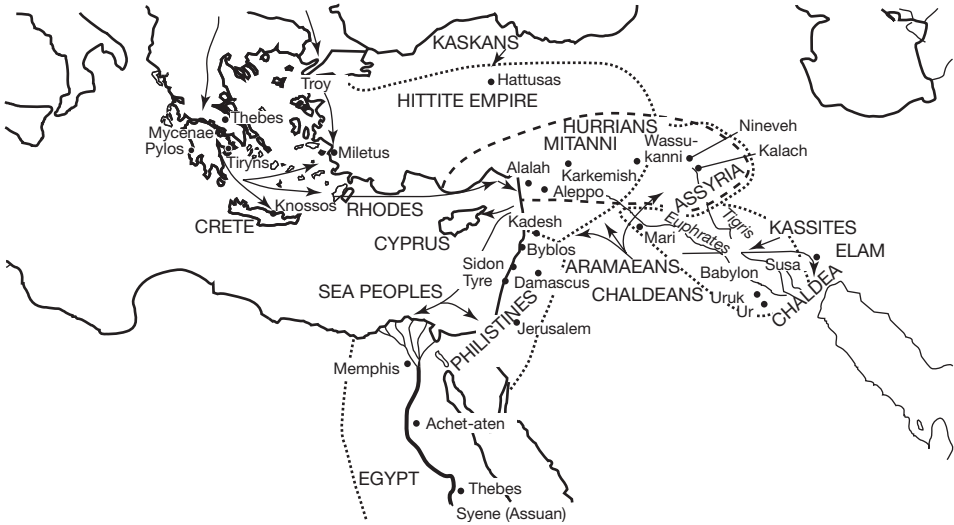 KASKANS
Hattusas
HITTITE EMPIRE
Troy
Thebes
Mycenae
Pylos
Tiryns
Miletus
Knossos
CRETE
RHODES
HURRIANS
MITANNI
Wassu-
kanni
Nineveh
Kalach
Alalah
Karkemish
Aleppo
ASSYRIA
CYPRUS
Kadesh
Byblos
Sidon
Tyre
Damascus
Mari
Euphrates
Tigris
KASSITES
ELAM
ARAMAEANS
CHALDEANS
Babylon
Susa
Uruk
Ur
CHALDEA
SEA PEOPLES
PHILISTINES
Jerusalem
Memphis
Achet-aten
EGYPT
Thebes
Syene (Assuan)